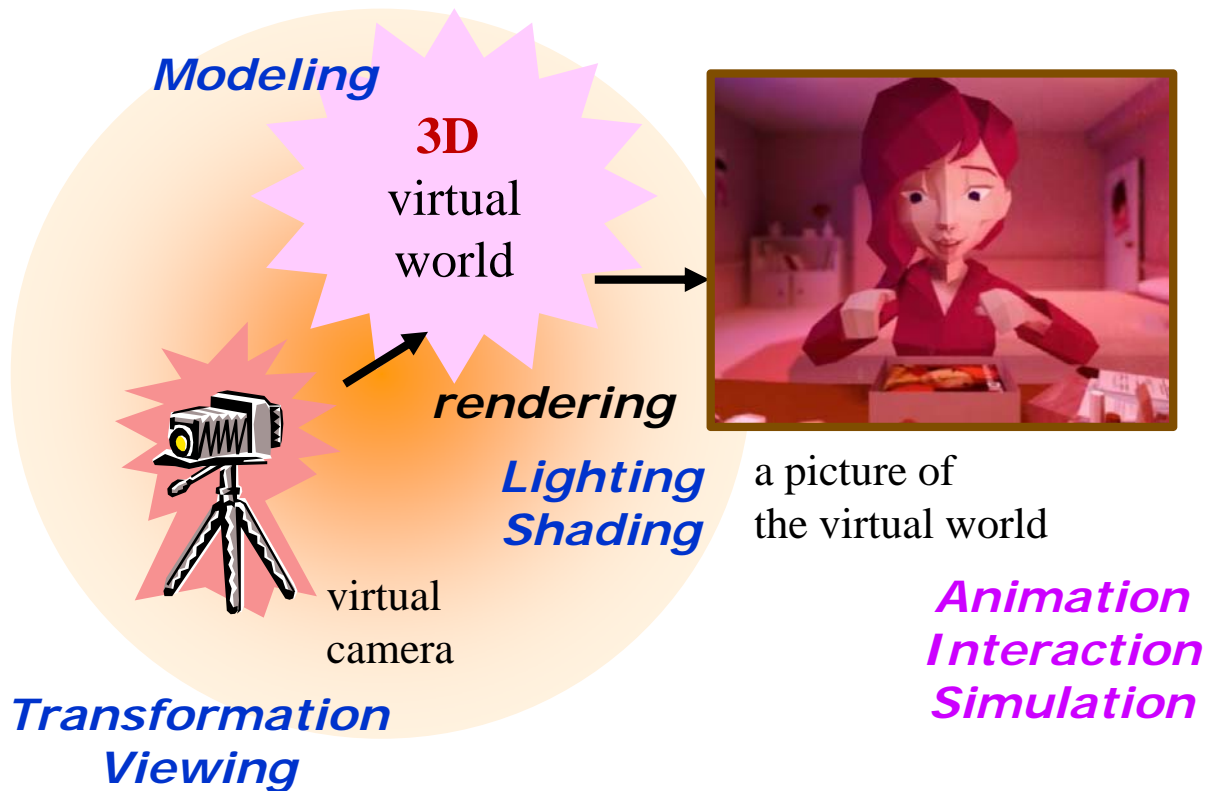 Modeling
3D
virtual
world
rendering
Lighting
Shading
a picture of
the virtual world
virtual
camera
Animation
Interaction
Simulation
Transformation
Viewing